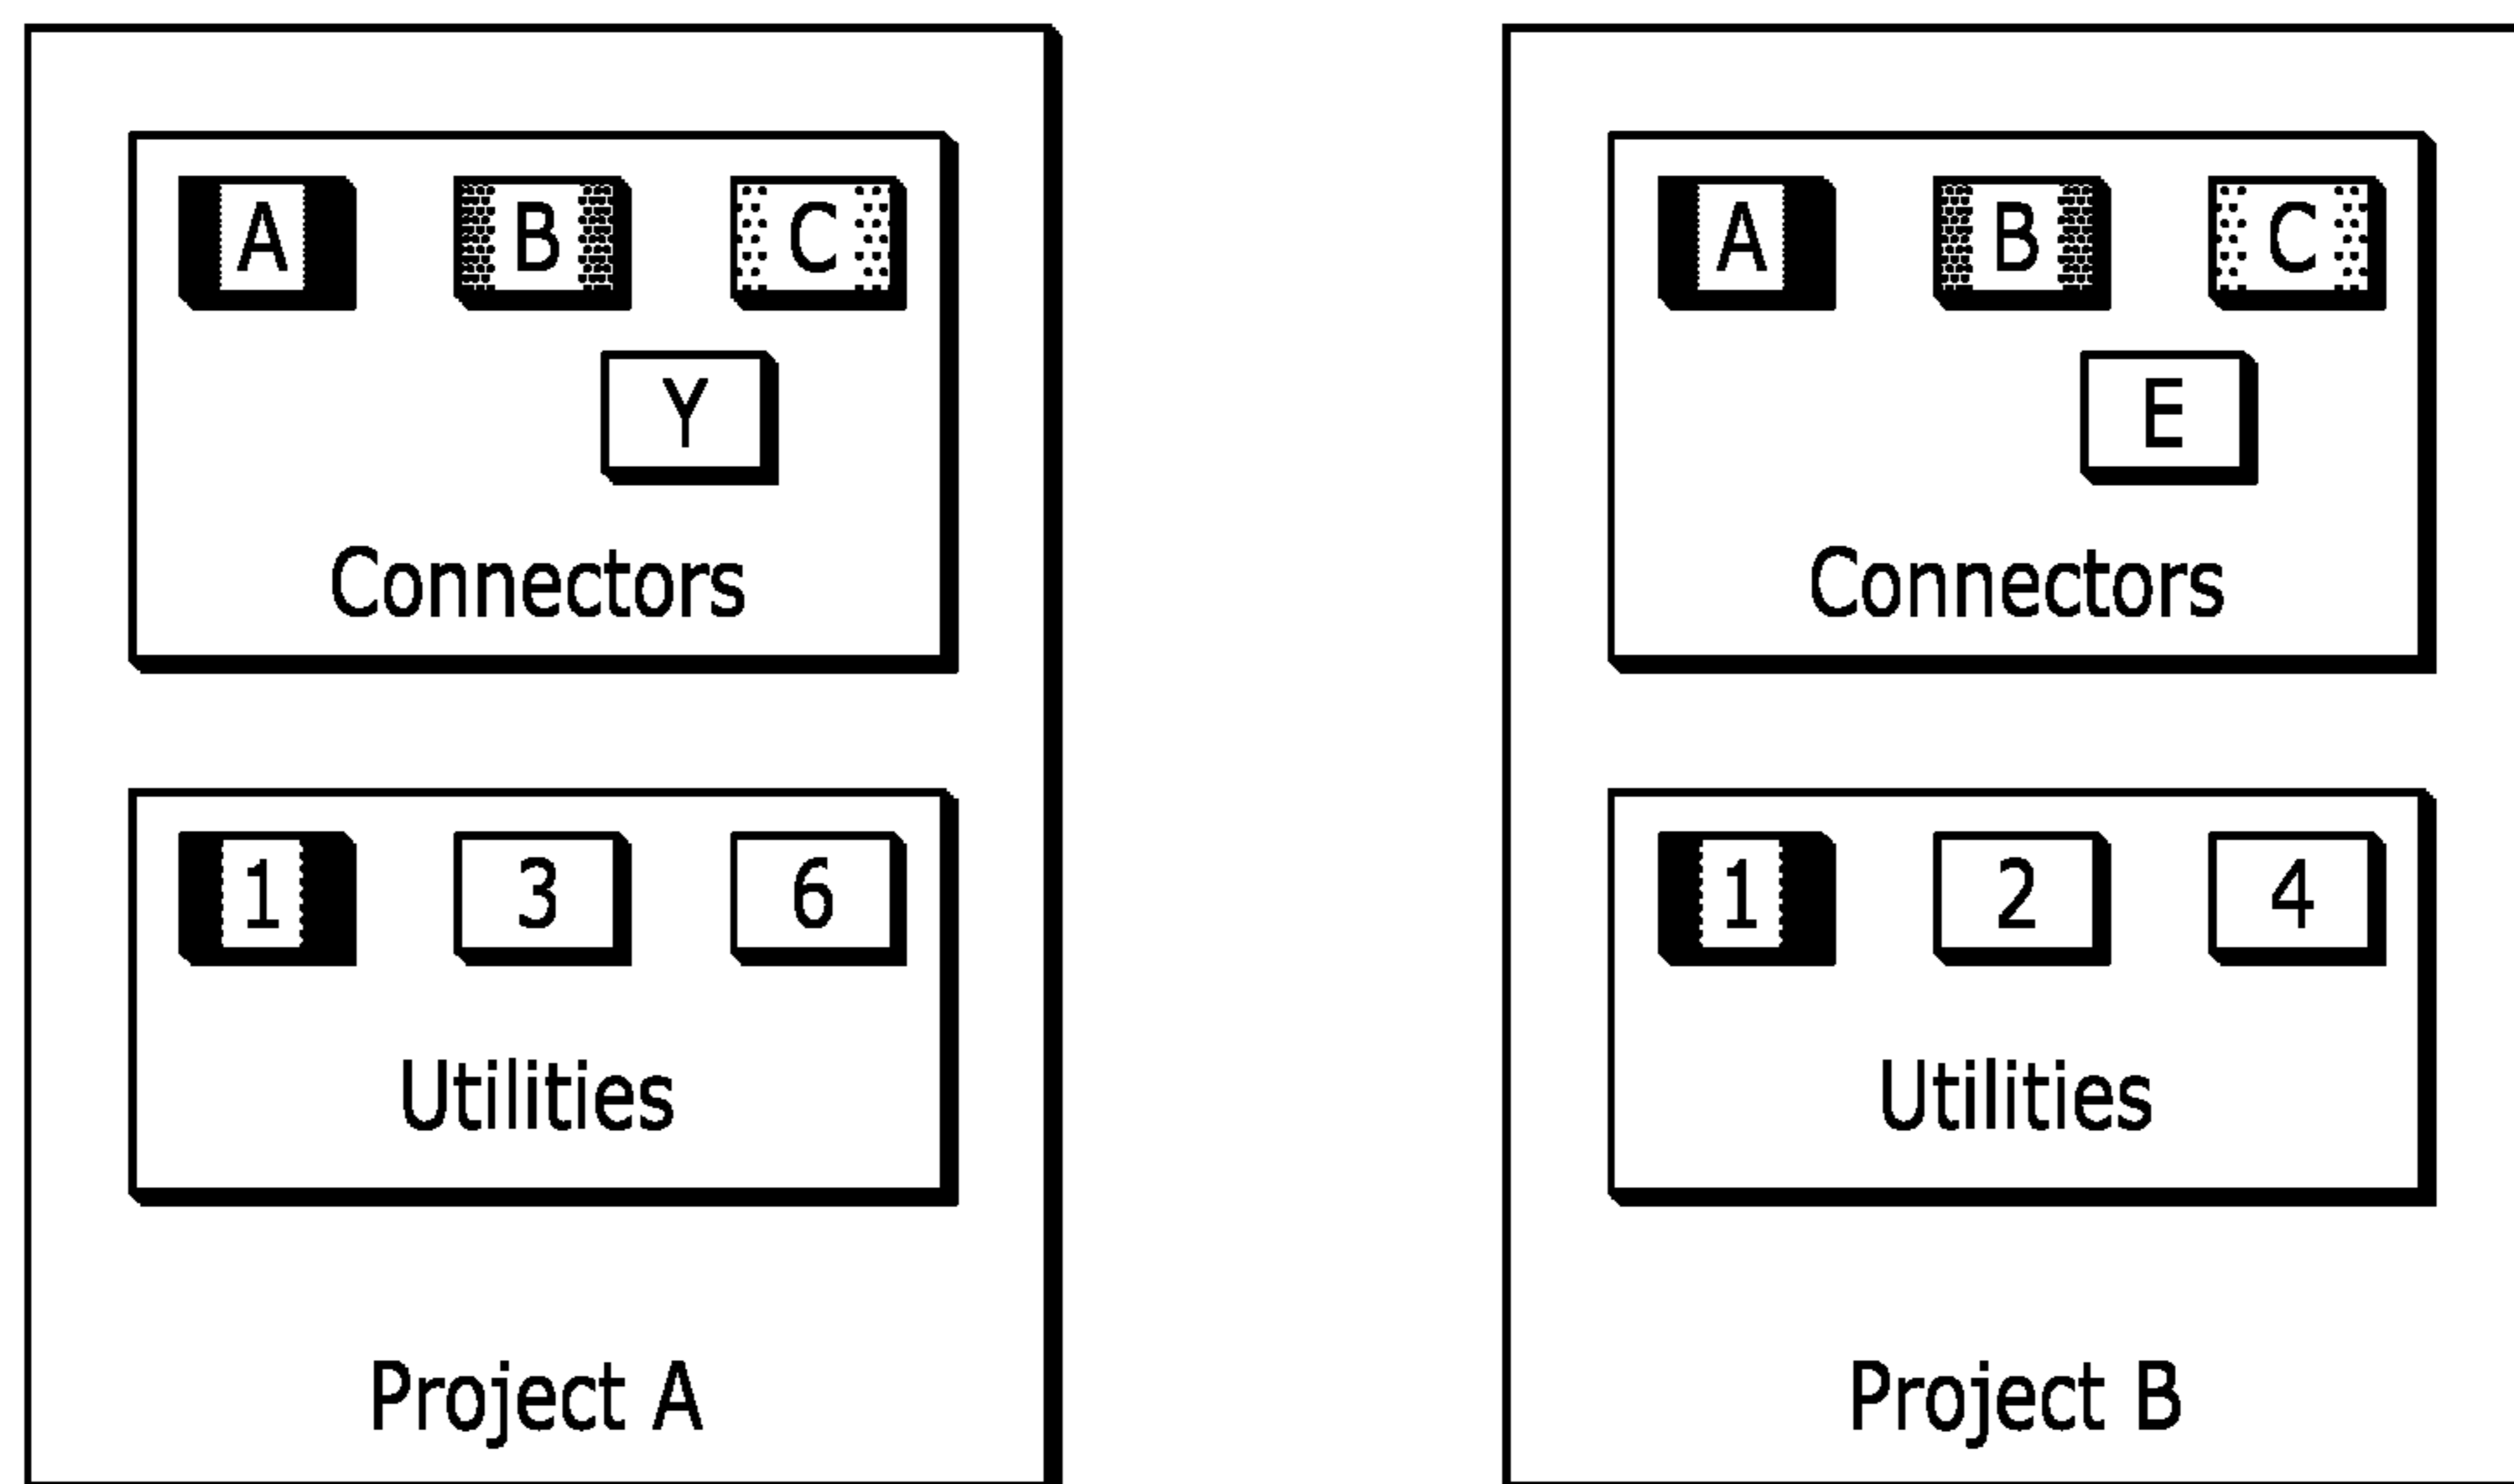 A B C
Y
Connectors
1 3 6
Utilities
Project A
A B C
E
Connectors
1 2 4
Utilities
Project B